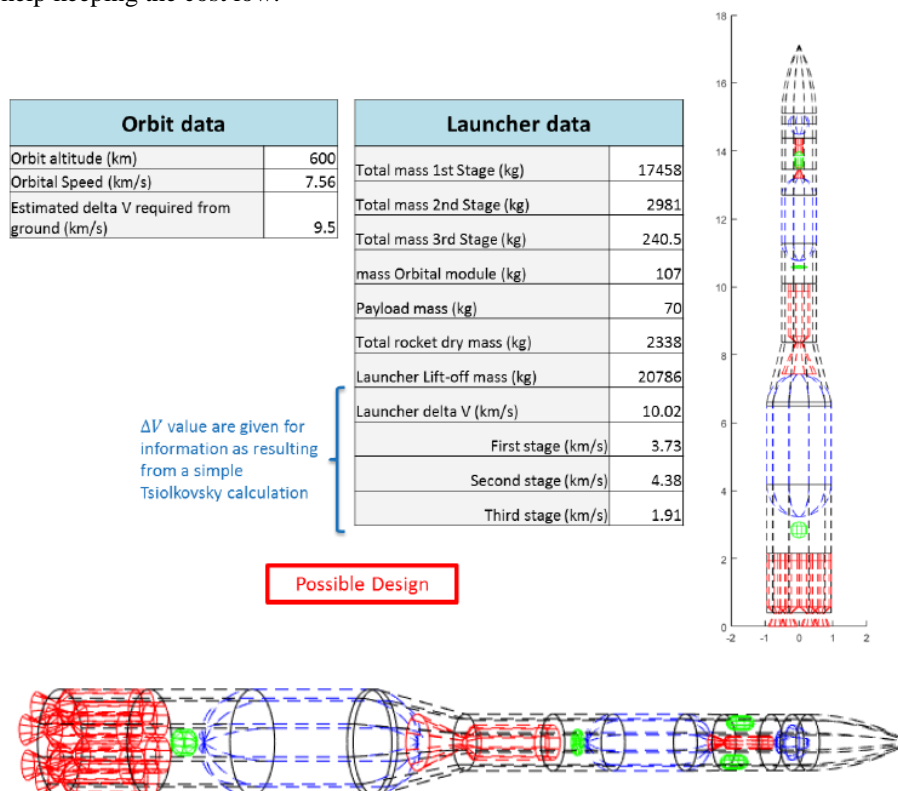 help keeping the cost low.
Orbit data
Orbit altitude (km) 600
Orbital Speed (km/s) 7.56
Estimated delta V required from
ground (km/s) 9.5
Launcher data
Total mass 1st Stage (kg) 17458
Total mass 2nd Stage (kg) 2981
Total mass 3rd Stage (kg) 240.5
mass Orbital module (kg) 107
Payload mass (kg) 70
Total rocket dry mass (kg) 2338
Launcher Lift-off mass (kg) 20786
Launcher delta V (km/s) 10.02
First stage (km/s) 3.73
Second stage (km/s) 4.38
Third stage (km/s) 1.91
ΔV value are given for
information as resulting
from a simple
Tsiolkovsky calculation
Possible Design
18
16
14
12
10
8
6
4
2
0
-2 -1 0 1 2